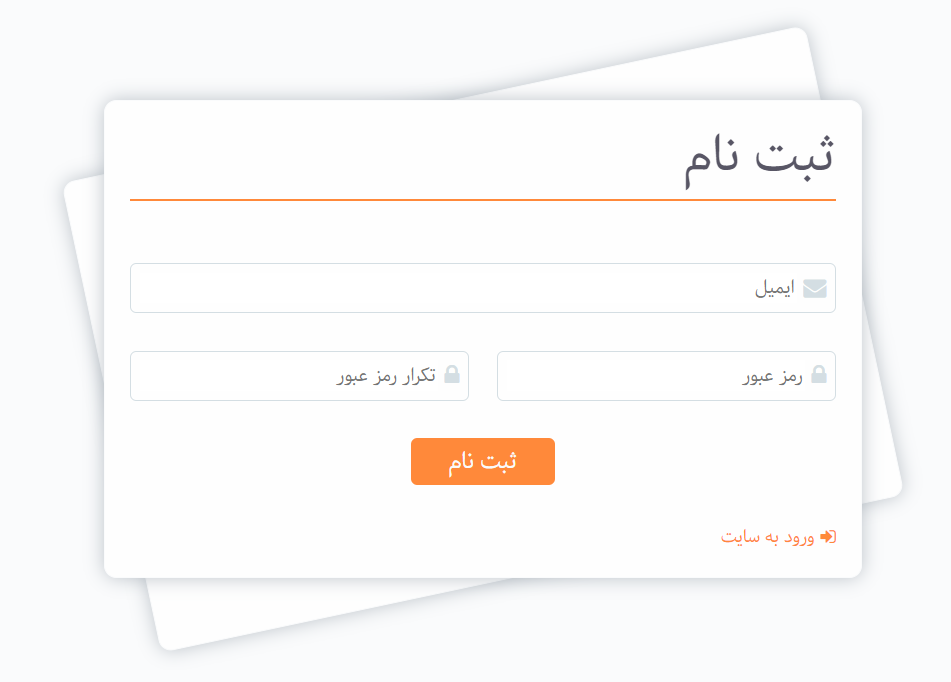 ثبت نام
ایمیل
رمز عبور
تکرار رمز عبور
ثبت نام
ورود به سایت